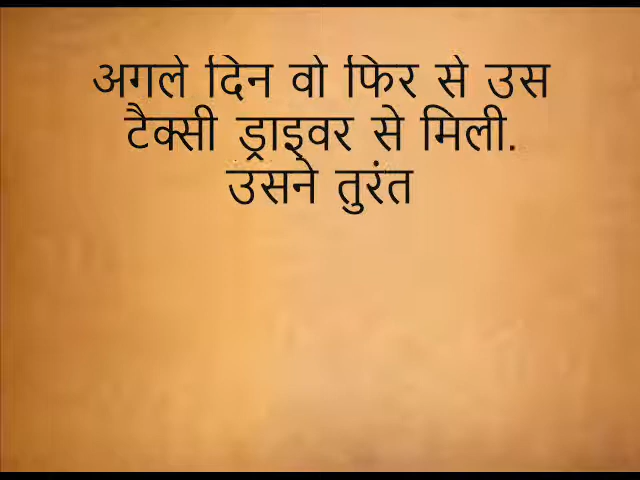 अगले दिन वो फिर से उस
टैक्सी ड्राइवर से मिली.
उसने तुरंत